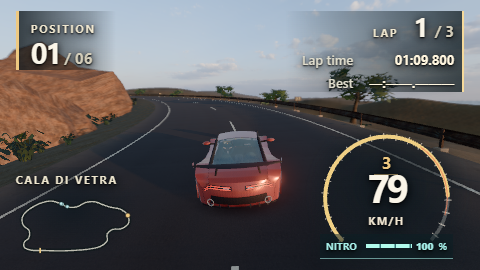 POSITION
01 / 06
LAP 1 / 3
Lap time 01:09.800
Best
CALA DI VETRA
3
79
KM/H
NITRO 100 %